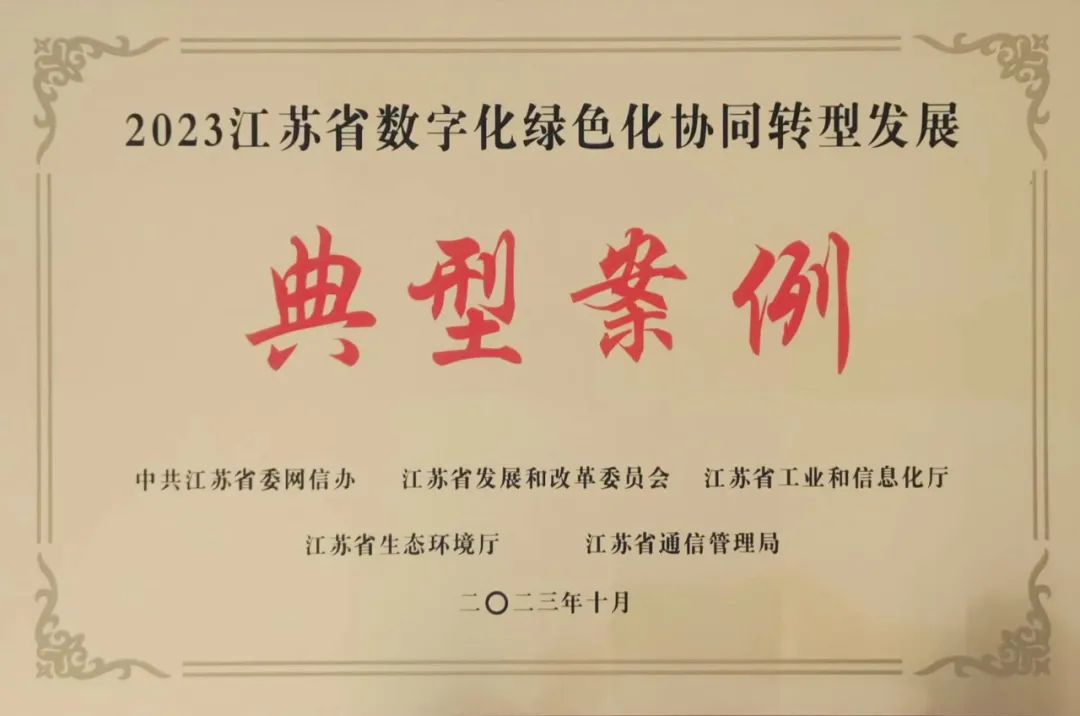 2023江苏省数字化绿色化协同转型发展
典型案例
中共江苏省委网信办 江苏省发展和改革委员会 江苏省工业和信息化厅
江苏省生态环境厅 江苏省通信管理局
二〇二三年十月